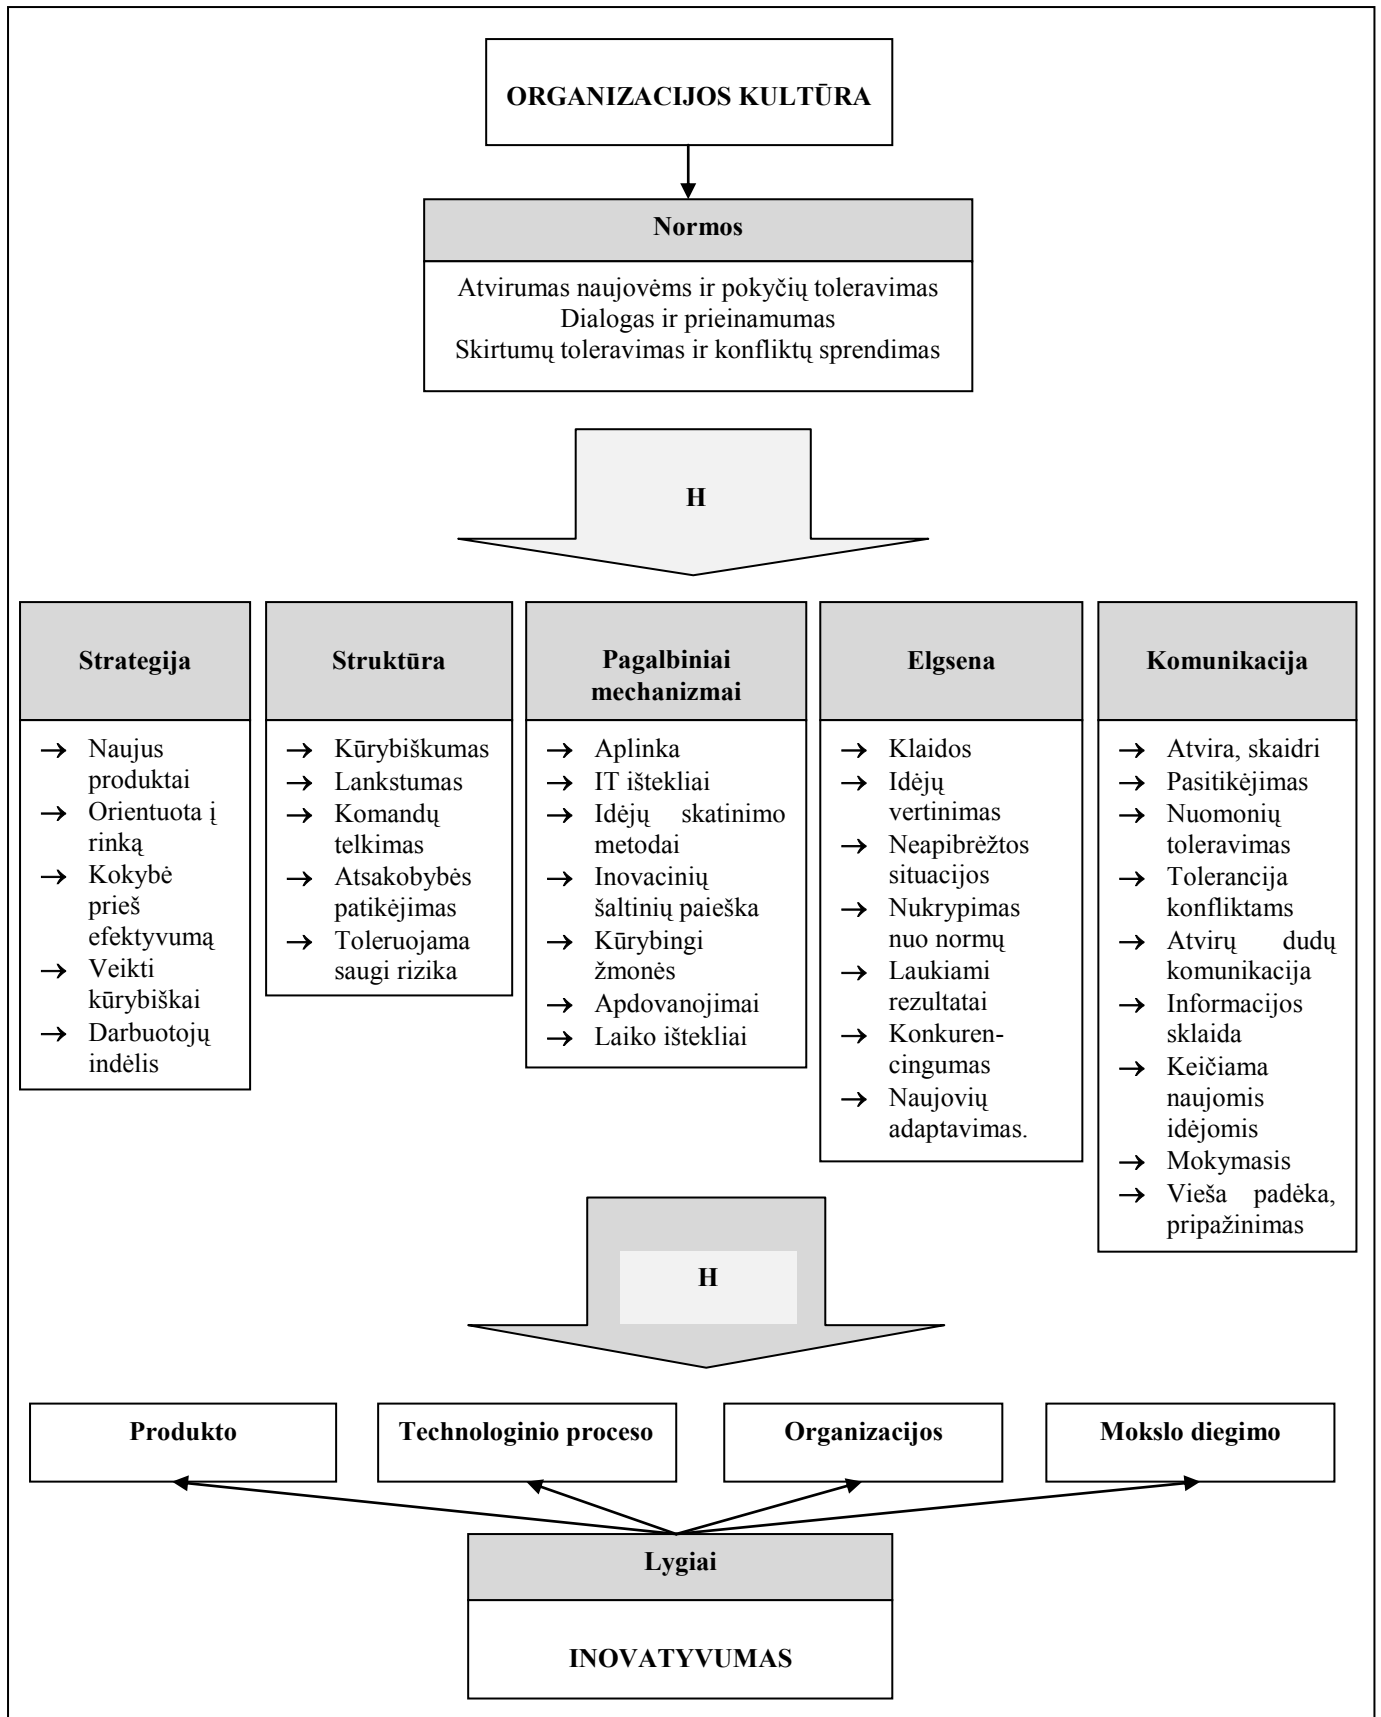 ORGANIZACIJOS KULTŪRA
Normos
Atvirumas naujovėms ir pokyčių toleravimas
Dialogas ir prieinamumas
Skirtumų toleravimas ir konfliktų sprendimas
H
Strategija
→ Naujus
produktai
→ Orientuota į
rinką
→ Kokybė
prieš
efektyvumą
→ Veikti
kūrybiškai
→ Darbuotojų
indėlis
Struktūra
→ Kūrybiškumas
→ Lankstumas
→ Komandų
telkimas
→ Atsakobybės
patikėjimas
→ Toleruojama
saugi rizika
Pagalbiniai
mechanizmai
→ Aplinka
→ IT ištekliai
→ Idėjų skatinimo
metodai
→ Inovacinių
šaltinių paieška
→ Kūrybingi
žmonės
→ Apdovanojimai
→ Laiko ištekliai
Elgsena
→ Klaidos
→ Idėjų
vertinimas
→ Neapibrėžtos
situacijos
→ Nukrypimas
nuo normų
→ Laukiami
rezultatai
→ Konkuren-
cingumas
→ Naujovių
adaptavimas.
Komunikacija
→ Atvira, skaidri
→ Pasitikėjimas
→ Nuomonių
toleravimas
→ Tolerancija
konfliktams
→ Atvirų dudų
komunikacija
→ Informacijos
sklaida
→ Keičiama
naujomis
idėjomis
→ Mokymasis
→ Vieša padėka,
pripažinimas
H
Produkto
Technologinio proceso
Organizacijos
Mokslo diegimo
Lygiai
INOVATYVUMAS